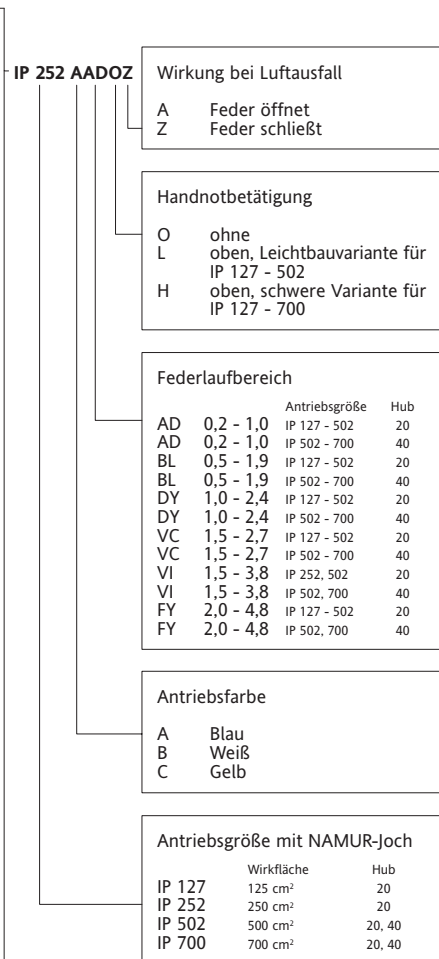 IP 252 AADOZ
Wirkung bei Luftausfall
A Feder öffnet
Z Feder schließt
Handnotbetätigung
O ohne
L oben, Leichtbauvariante für
IP 127 - 502
H oben, schwere Variante für
IP 127 - 700
Federlaufbereich
Antriebsgröße Hub
AD 0,2 - 1,0 IP 127 - 502 20
AD 0,2 - 1,0 IP 502 - 700 40
BL 0,5 - 1,9 IP 127 - 502 20
BL 0,5 - 1,9 IP 502 - 700 40
DY 1,0 - 2,4 IP 127 - 502 20
DY 1,0 - 2,4 IP 502 - 700 40
VC 1,5 - 2,7 IP 127 - 502 20
VC 1,5 - 2,7 IP 502 - 700 40
VI 1,5 - 3,8 IP 252, 502 20
VI 1,5 - 3,8 IP 502, 700 40
FY 2,0 - 4,8 IP 127 - 502 20
FY 2,0 - 4,8 IP 502, 700 40
Antriebsfarbe
A Blau
B Weiß
C Gelb
Antriebsgröße mit NAMUR-Joch
Wirkfläche Hub
IP 127 125 cm² 20
IP 252 250 cm² 20
IP 502 500 cm² 20, 40
IP 700 700 cm² 20, 40